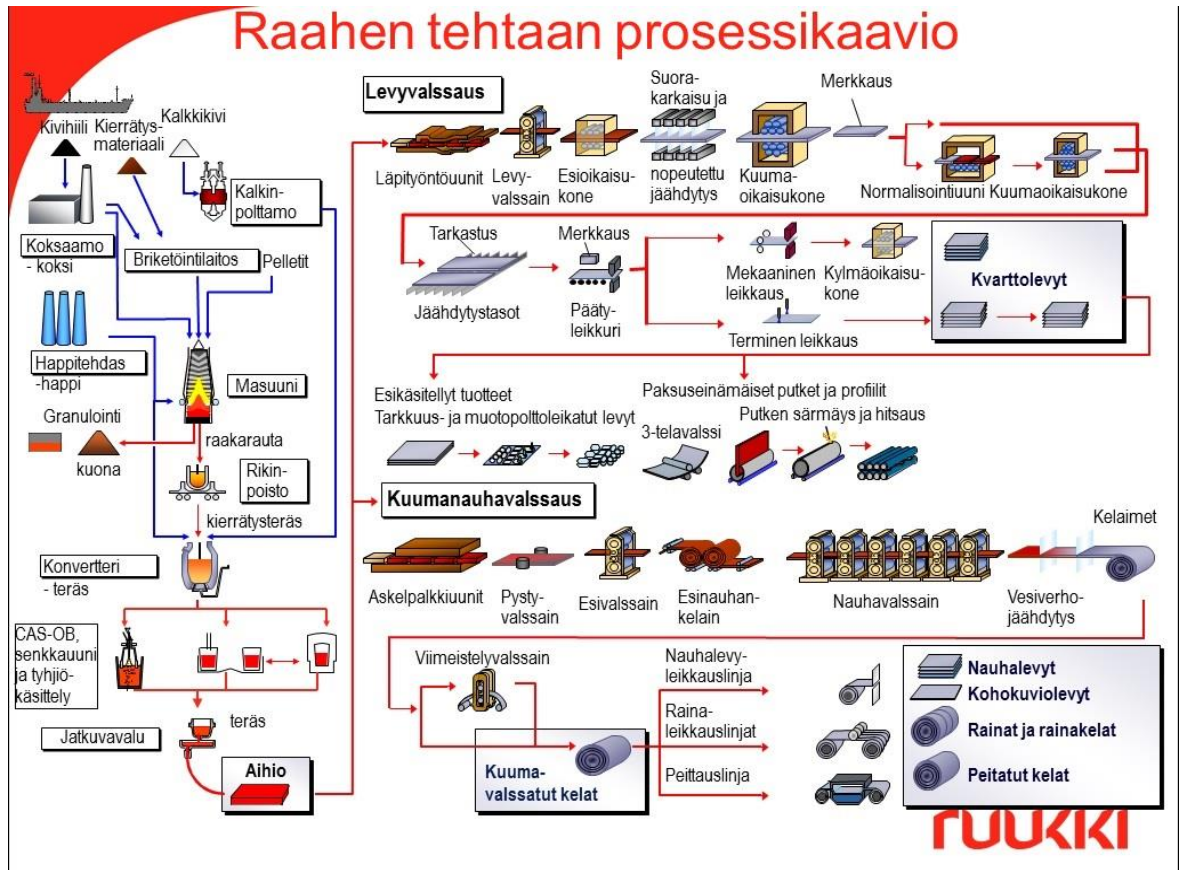 Raahen tehtaan prosessikaavio
Kivihiili
Kierrätys-
materiaali
Kalkkikivi
Kalkin-
polttamo
Koksaamo
- koksi
Briketöintilaitos
Pelletit
Happitehdas
-happi
Masuuni
Granulointi
kuona
raakarauta
Rikin-
poisto
kierrätysteräs
Konvertteri
- teräs
CAS-OB,
senkkauuni
ja tyhjiö-
käsittely
Jatkuvavalu
teräs
Aihio
Levyvalssaus
Läpityöntöuunit
Levy-
valssain
Esioikaisu-
kone
Suora-
karkaisu ja
nopeutettu
jäähdytys
Kuuma-
oikaisukone
Merkkaus
Normalisointiuuni
Kuumaoikaisukone
Tarkastus
Jäähdytystasot
Merkkaus
Pääty-
leikkuri
Mekaaninen
leikkaus
Kylmäoikaisu-
kone
Terminen leikkaus
Kvarttolevyt
Esikäsitellyt tuotteet
Tarkkuus- ja muotopolttoleikatut levyt
Paksuseinämäiset putket ja profiilit
3-telavalssi
Putken särmäys ja hitsaus
Kuumanauhavalssaus
Askelpalkkiuunit
Pysty-
valssain
Esivalssain
Esinauhan-
kelain
Nauhavalssain
Vesiverho-
jäähdytys
Kelaimet
Viimeistelyvalssain
Kuuma-
valssatut kelat
Nauhalevy-
leikkauslinja
Raina-
leikkauslinjat
Peittauslinja
Nauhalevyt
Kohokuviolevyt
Rainat ja rainakelat
Peitatut kelat
ruukki